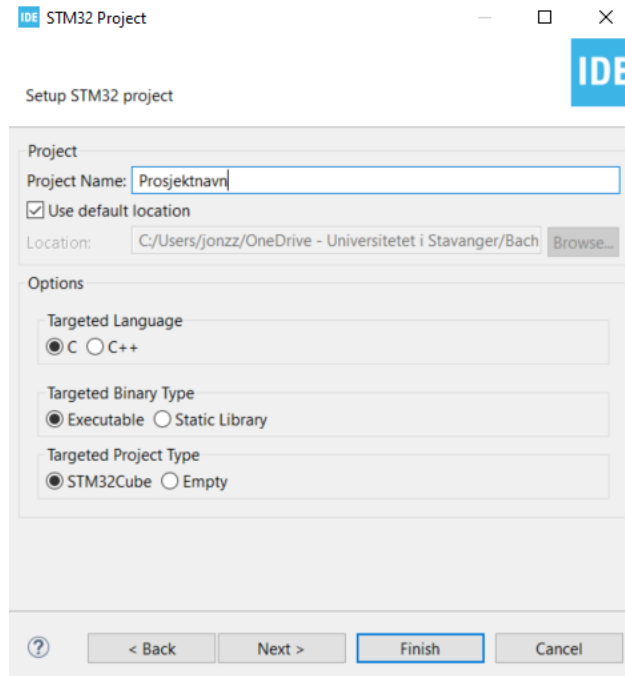 IDE STM32 Project
IDE
Setup STM32 project
Project
Project Name: Prosjektnavn
Use default location
Location: C:/Users/jonzz/OneDrive - Universitetet i Stavanger/Bach Browse...
Options
Targeted Language
C C++
Targeted Binary Type
Executable Static Library
Targeted Project Type
STM32Cube Empty
? < Back Next > Finish Cancel